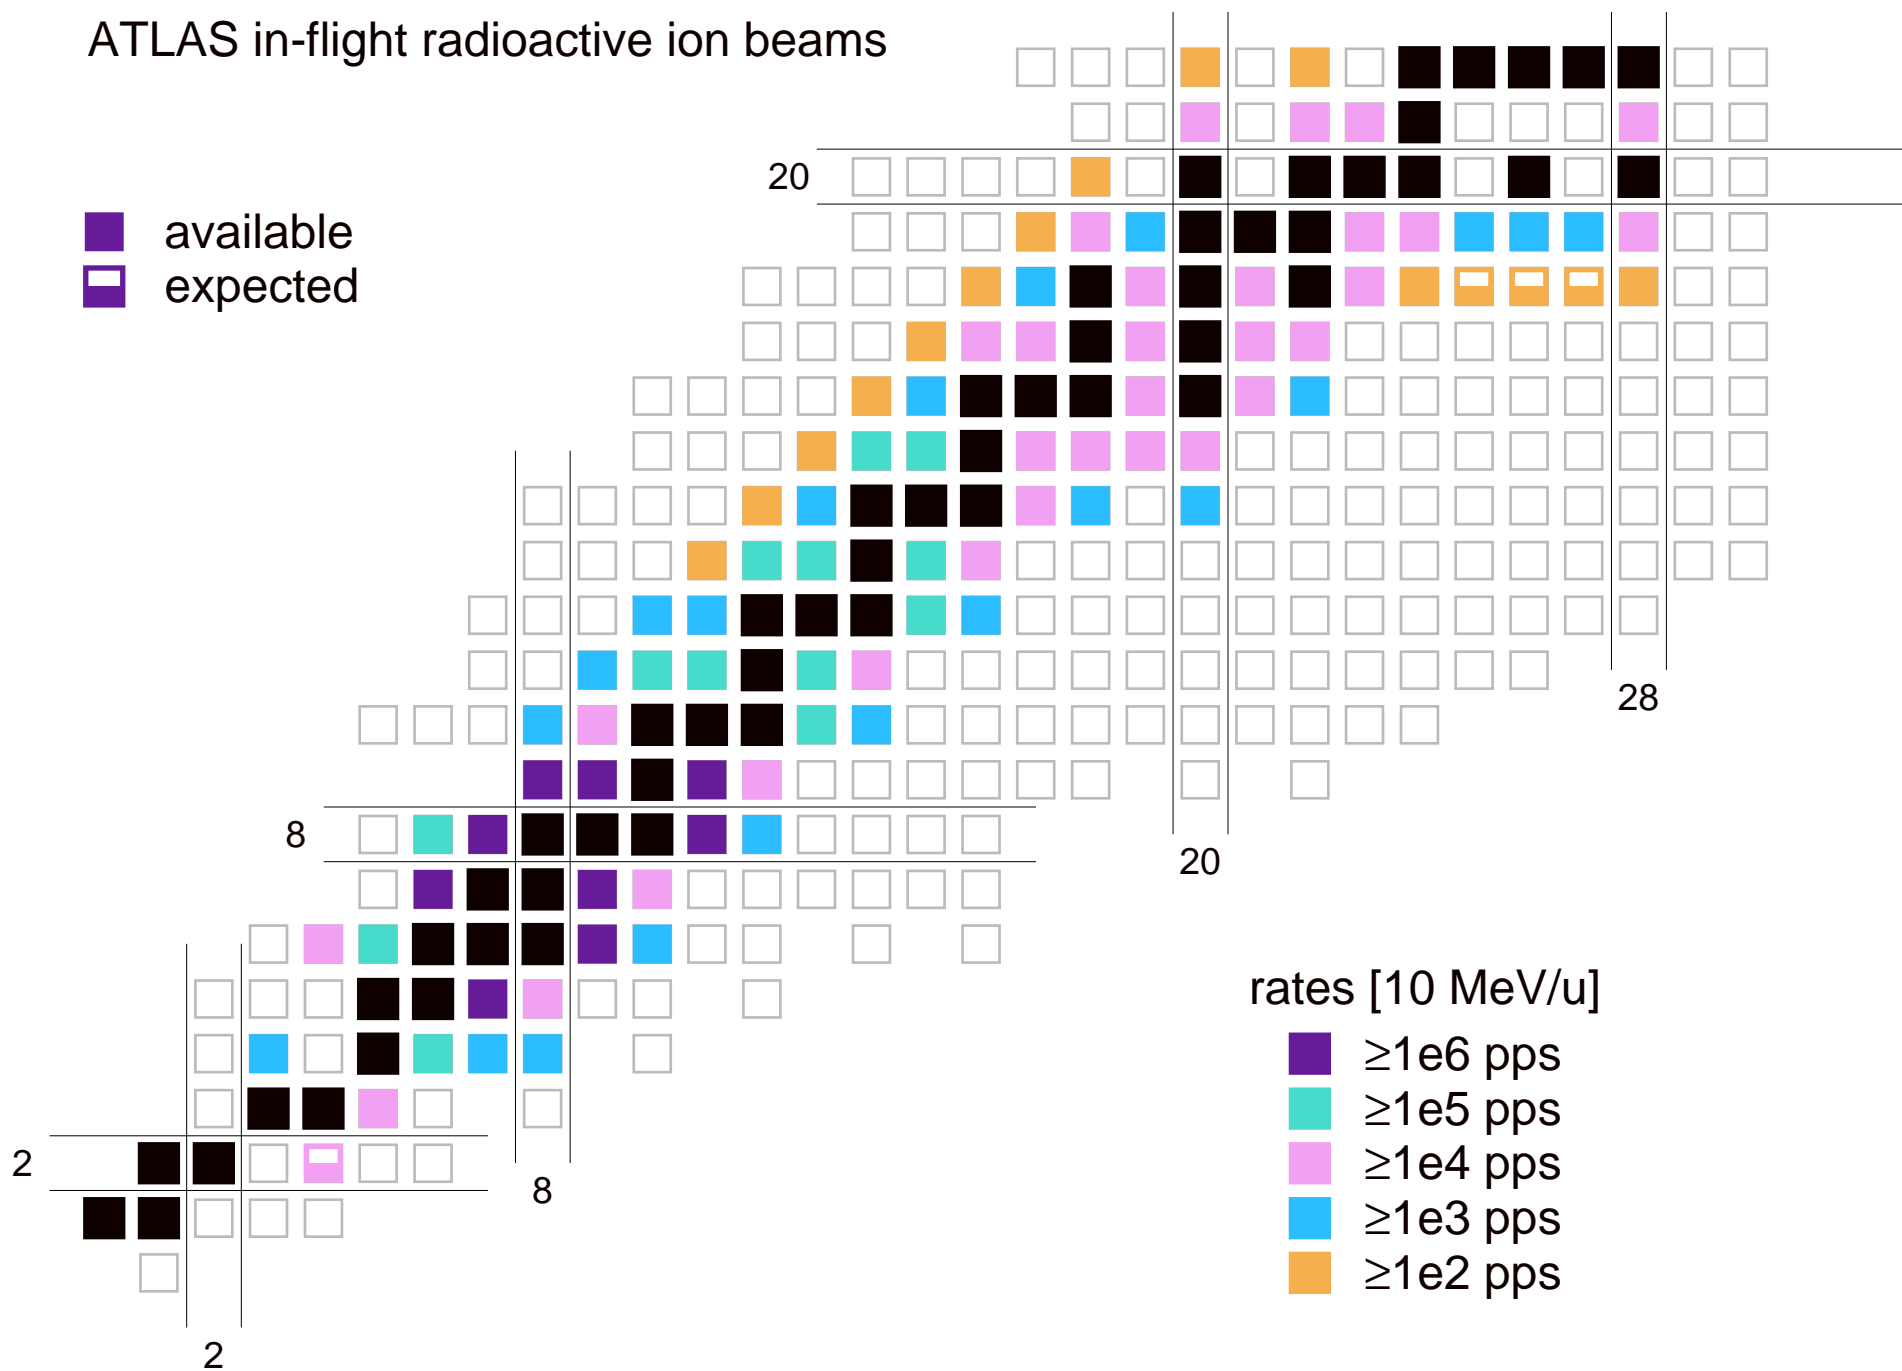 ATLAS in-flight radioactive ion beams
20
available
expected
28
8
20
rates [10 MeV/u]
≥1e6 pps
≥1e5 pps
2
≥1e4 pps
8
≥1e3 pps
≥1e2 pps
2